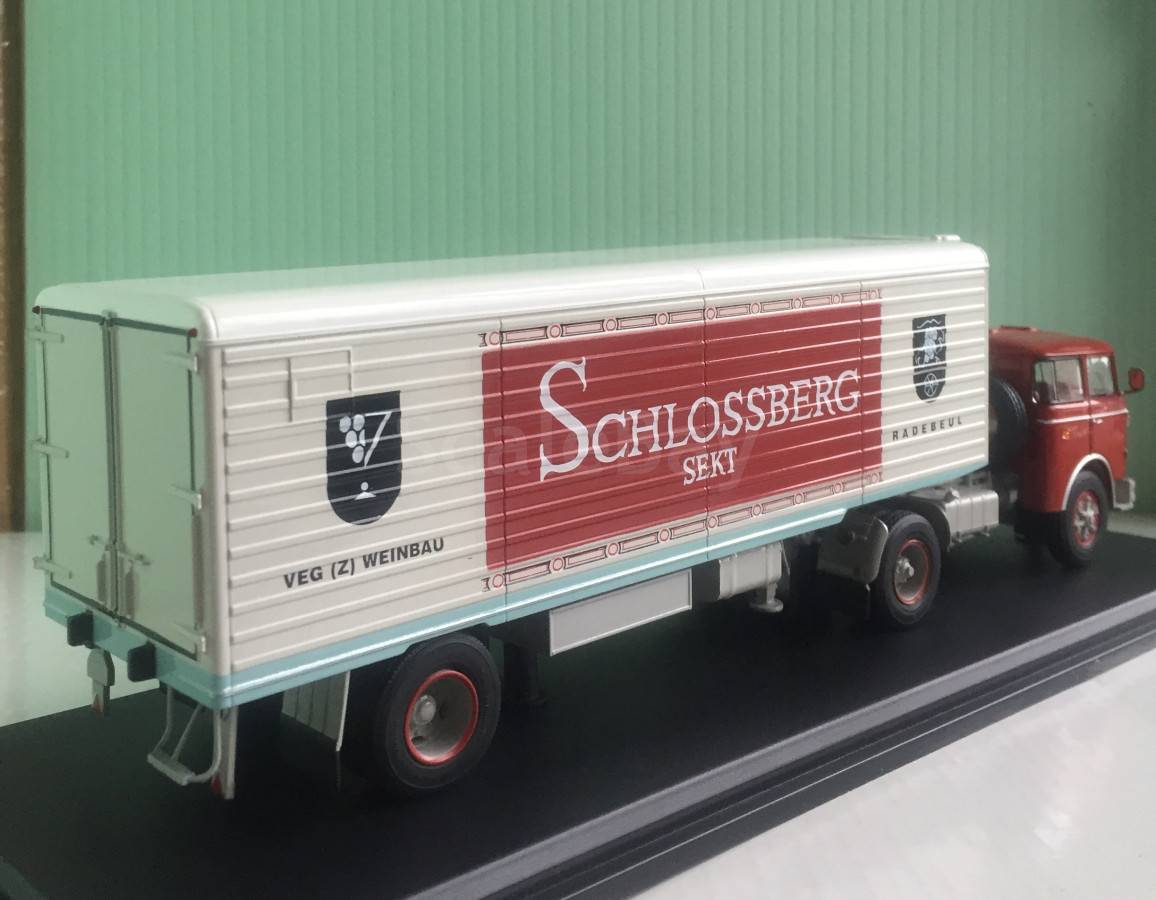 SCHLOSSBERG
SEKT
VEG (Z) WEINBAU
RADEBEUL